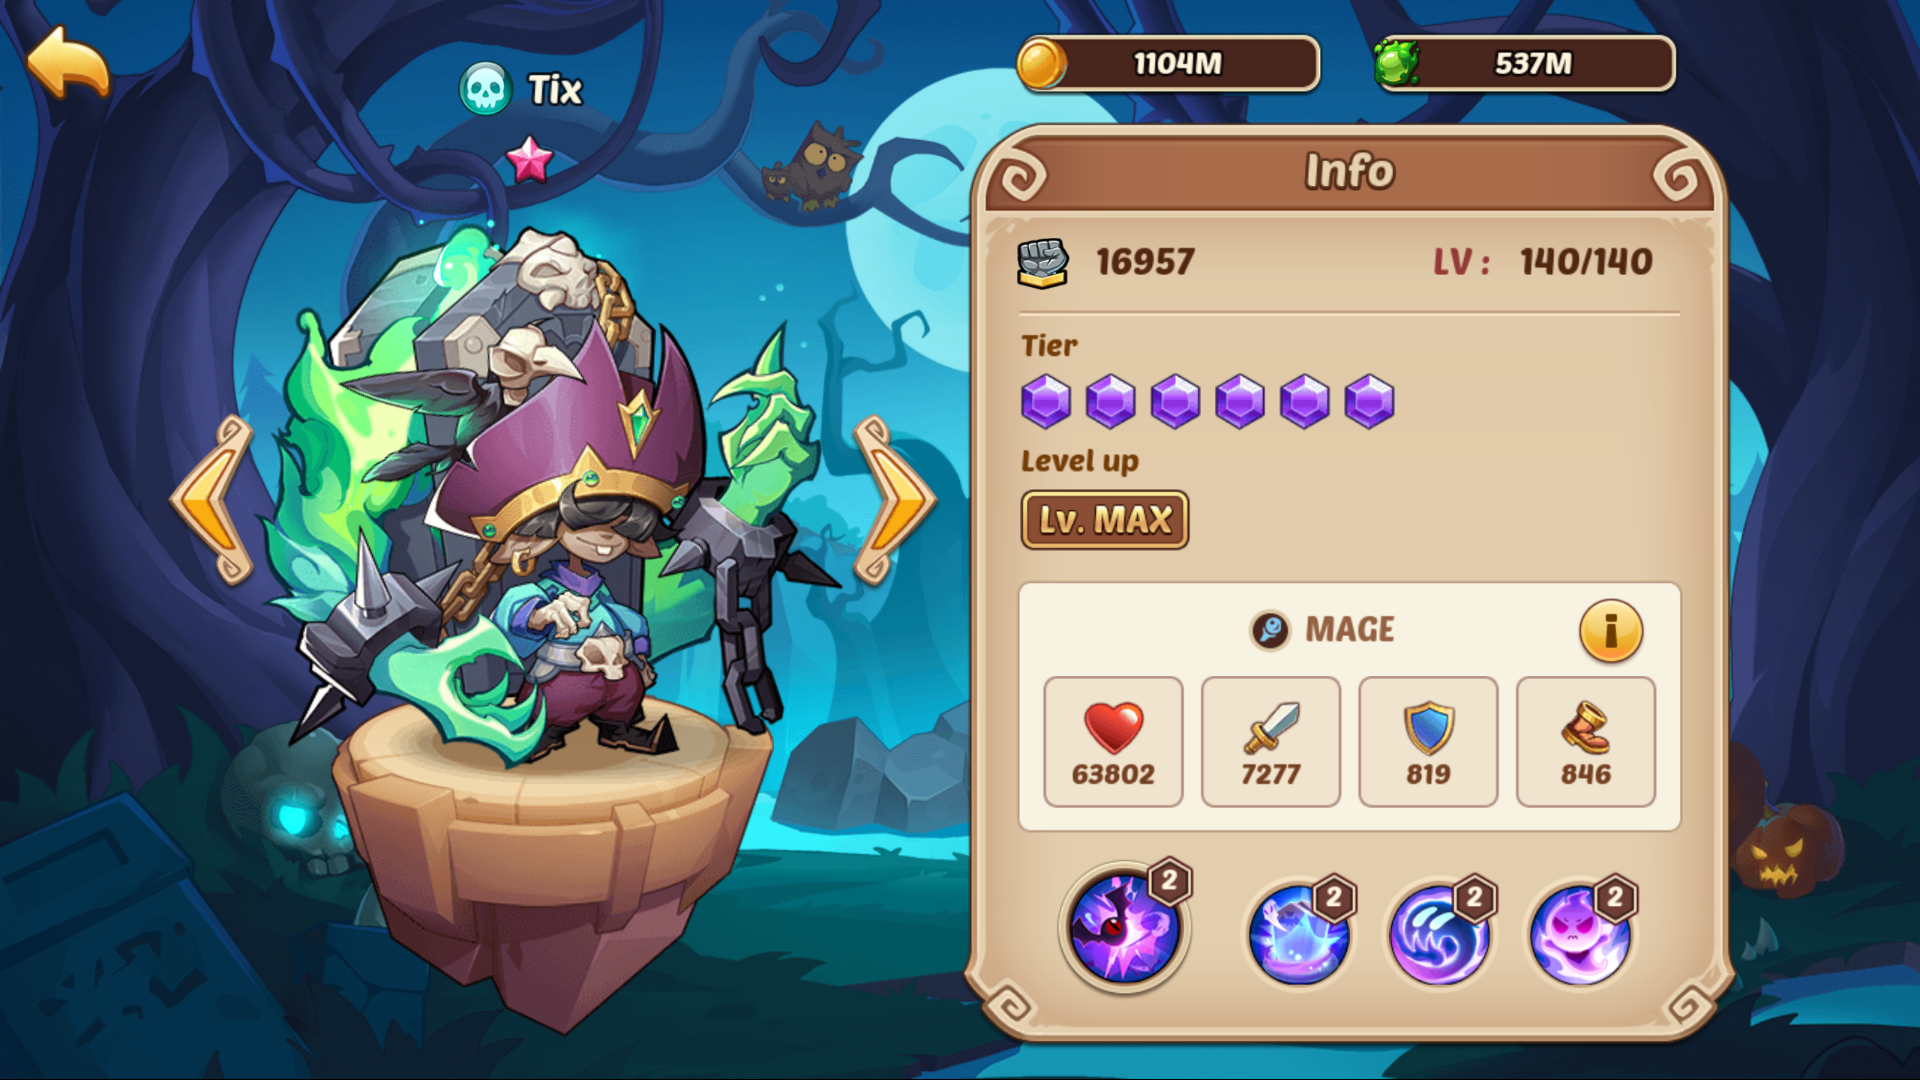 Tix
1104M
537M
Info
16957
LV : 140/140
Tier
Level up
Lv. MAX
MAGE
63802
7277
819
846
2
2
2
2